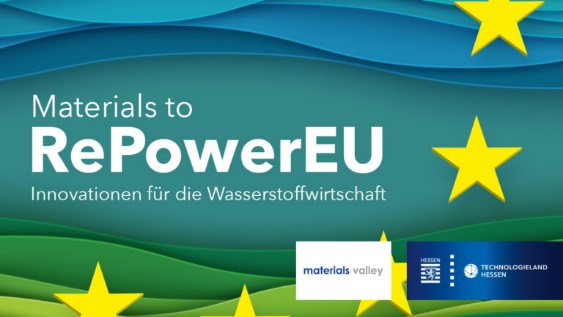 Materials to
RePowerEU
Innovationen für die Wasserstoffwirtschaft
materials valley
HESSEN
TECHNOLOGIELAND
HESSEN